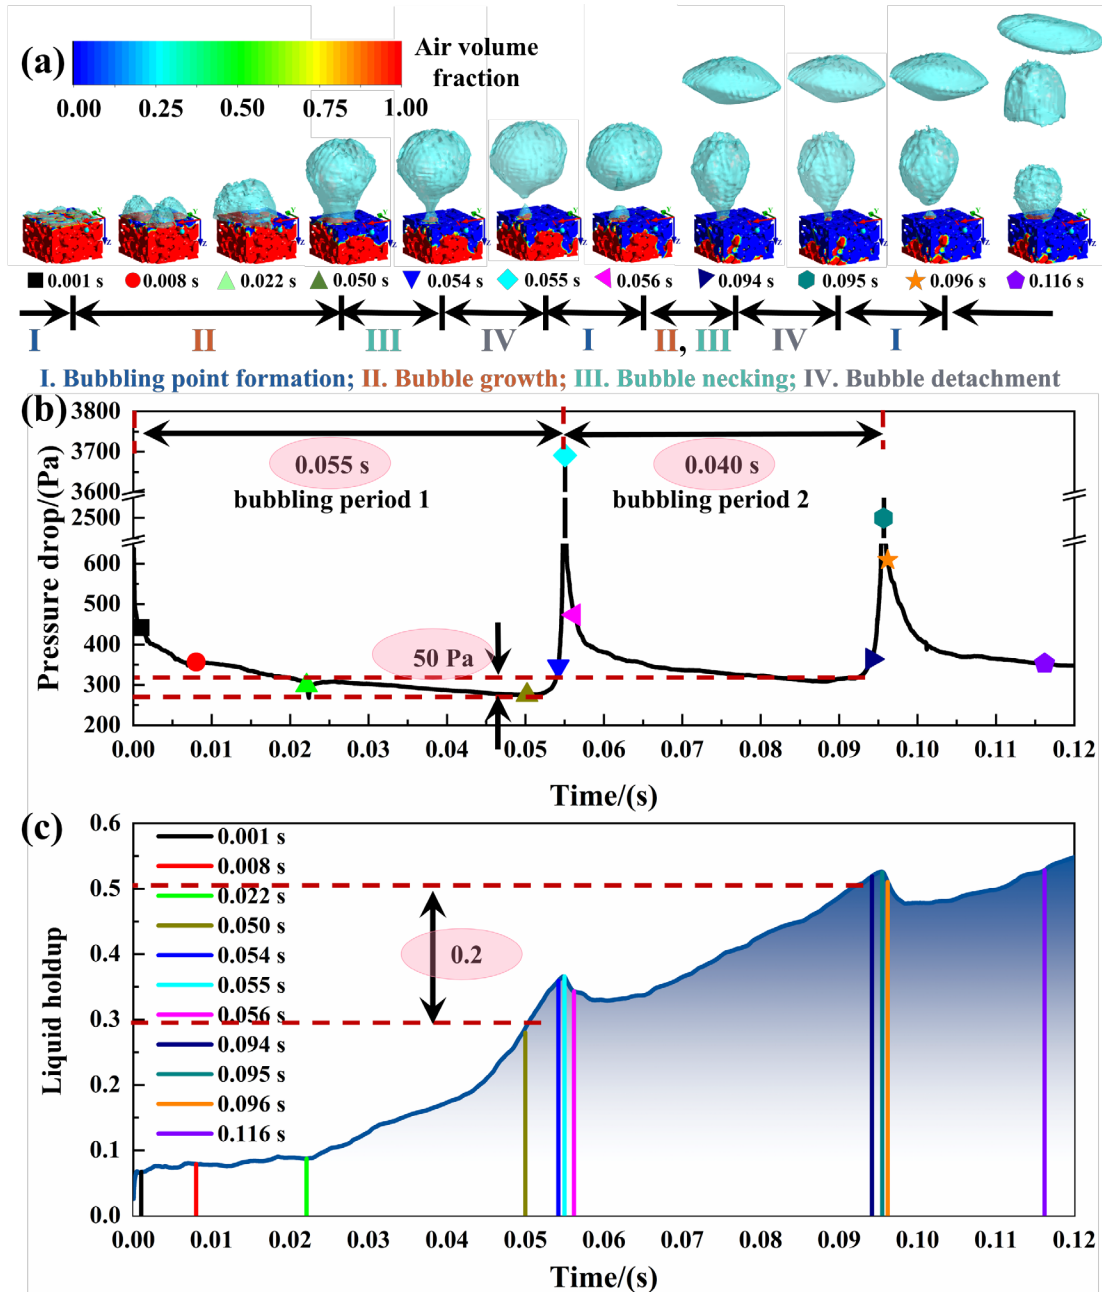 (a)
Air volume
fraction
0.00 0.25 0.50 0.75 1.00
0.001 s 0.008 s 0.022 s 0.050 s 0.054 s 0.055 s 0.056 s 0.094 s 0.095 s 0.096 s 0.116 s
I II III IV I II, III IV I
I. Bubbling point formation; II. Bubble growth; III. Bubble necking; IV. Bubble detachment
(b)
Pressure drop/(Pa)
3800
3700
3600
2500
600
500
400
300
200
0.055 s
bubbling period 1
0.040 s
bubbling period 2
50 Pa
0.00 0.01 0.02 0.03 0.04 0.05 0.06 0.07 0.08 0.09 0.10 0.11 0.12
Time/(s)
(c)
Liquid holdup
0.6
0.5
0.4
0.3
0.2
0.1
0.0
0.001 s
0.008 s
0.022 s
0.050 s
0.054 s
0.055 s
0.056 s
0.094 s
0.095 s
0.096 s
0.116 s
0.2
0.00 0.01 0.02 0.03 0.04 0.05 0.06 0.07 0.08 0.09 0.10 0.11 0.12
Time/(s)